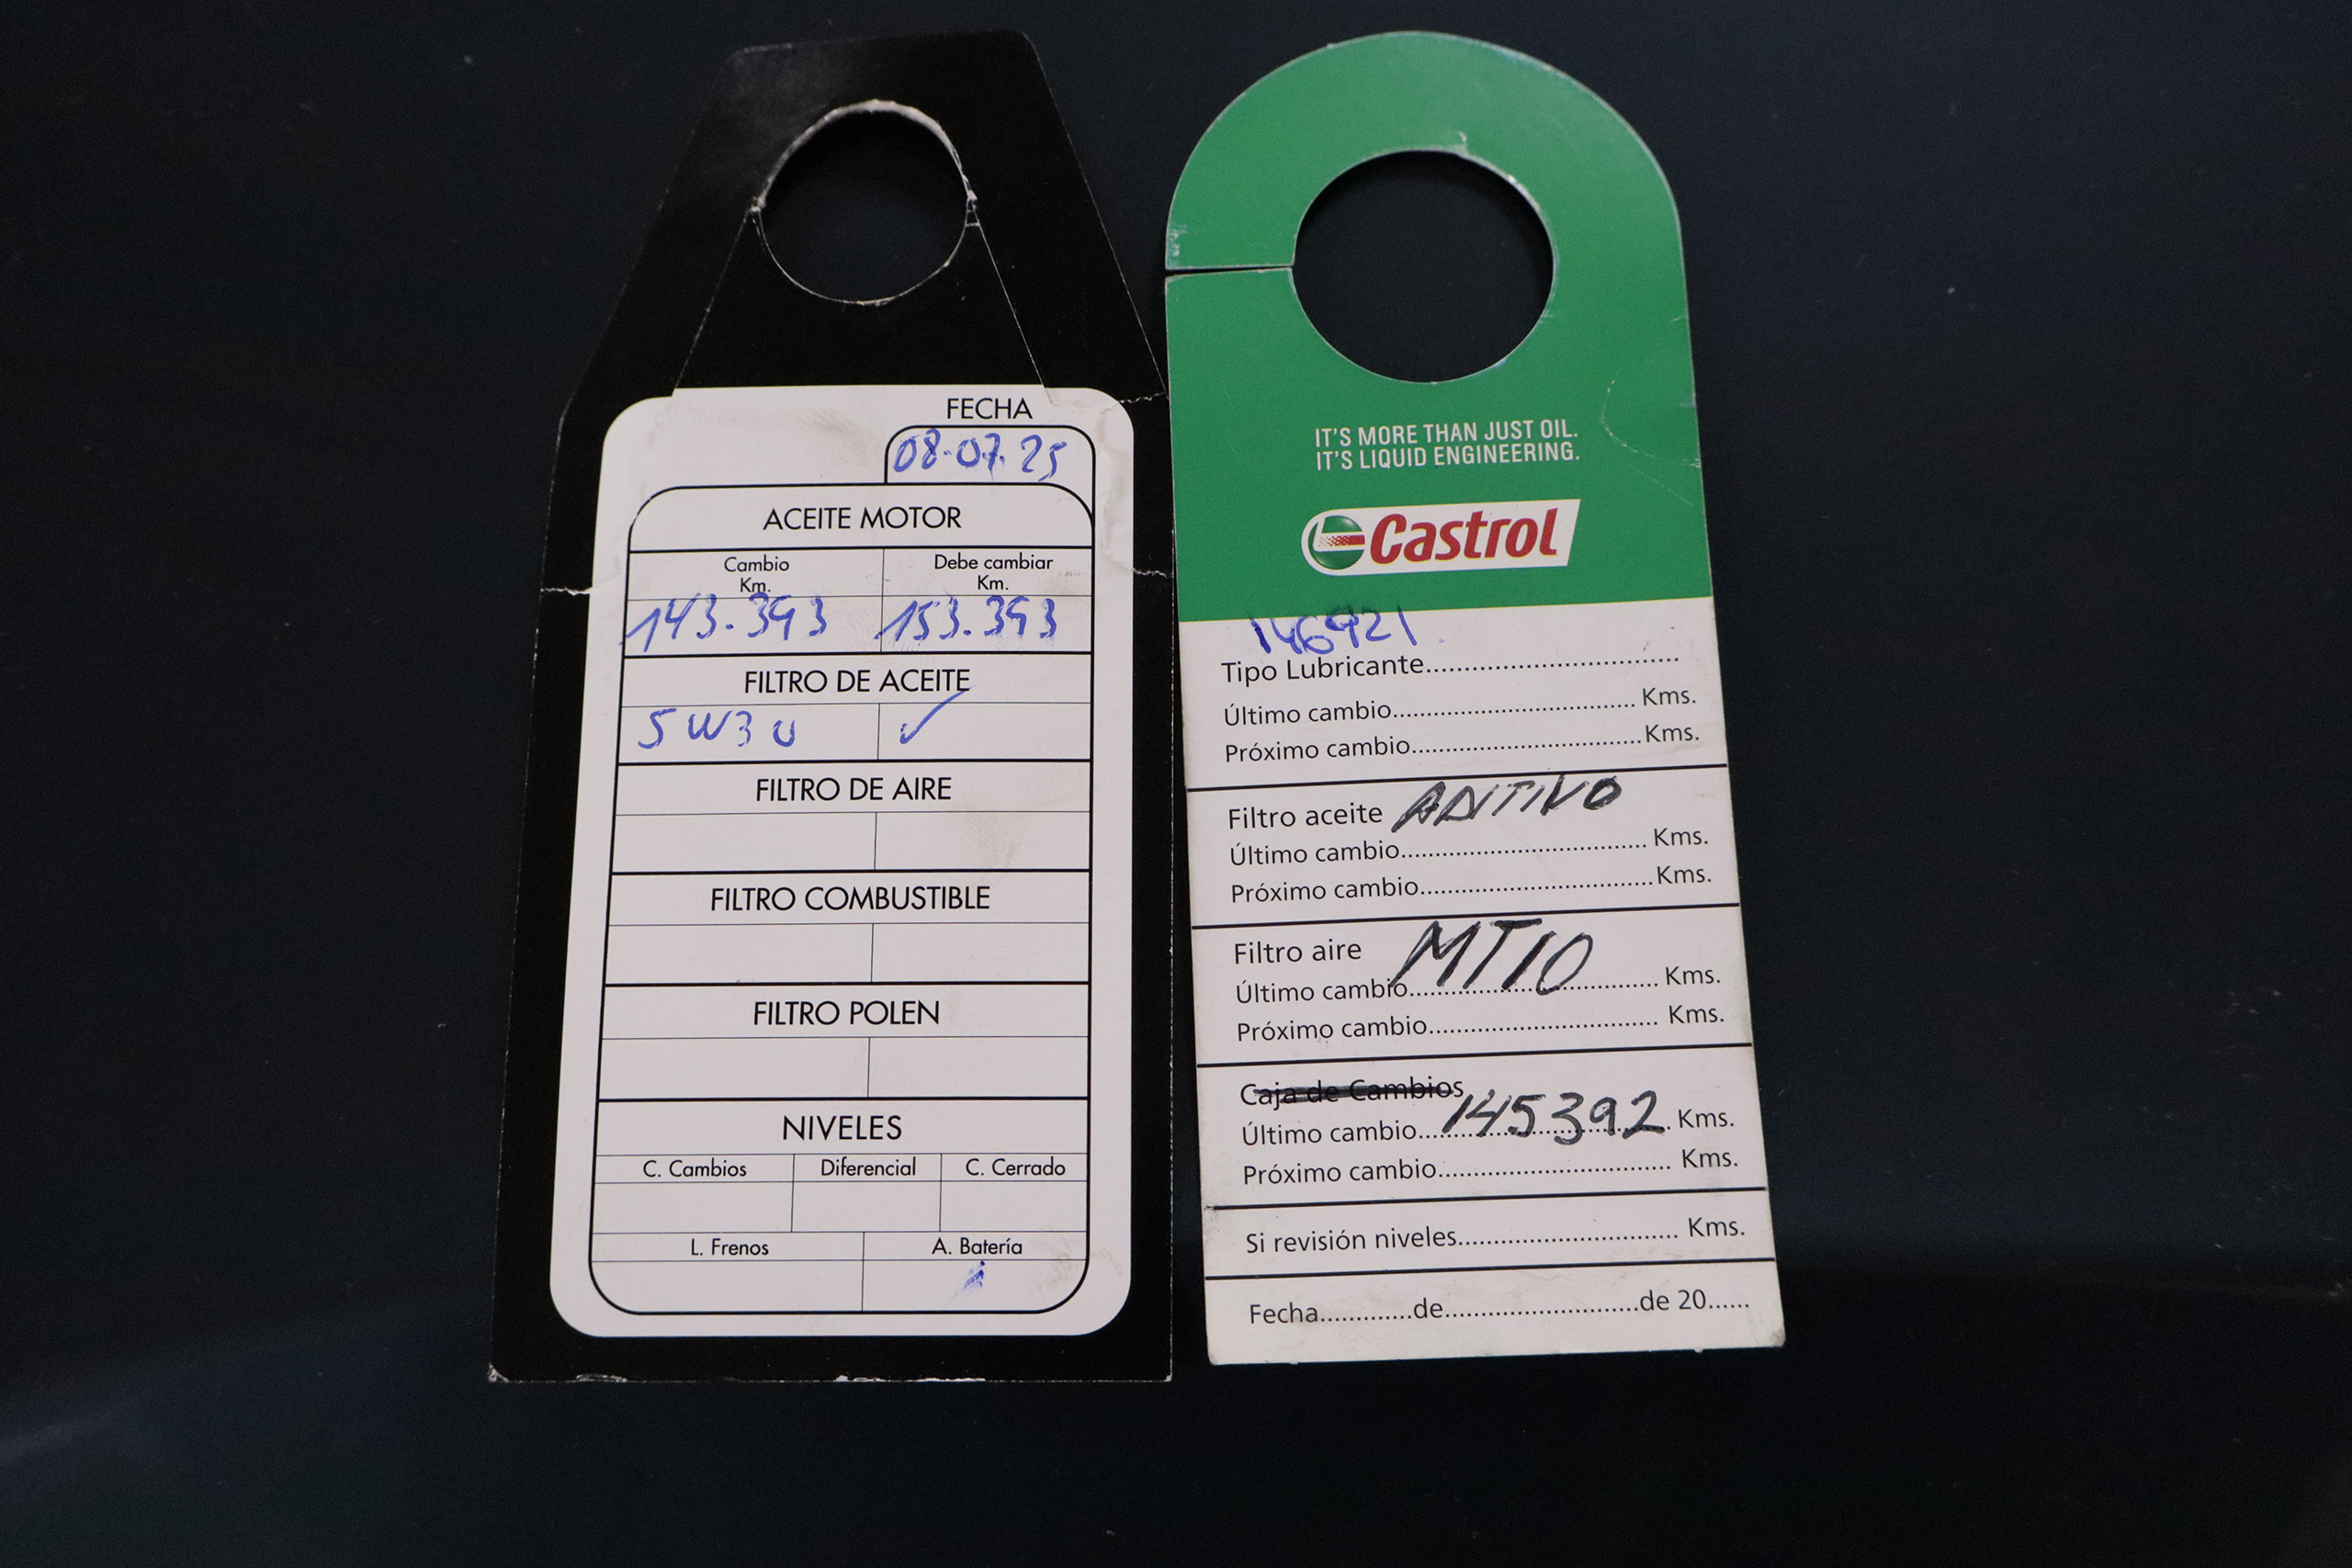 FECHA
08-07-25
ACEITE MOTOR
Cambio Km. Debe cambiar Km.
143.393 153.393
FILTRO DE ACEITE
5W30 ✓
FILTRO DE AIRE
FILTRO COMBUSTIBLE
FILTRO POLEN
NIVELES
C. Cambios Diferencial C. Cerrado
L. Frenos A. Batería
IT'S MORE THAN JUST OIL.
IT'S LIQUID ENGINEERING.
Castrol
146921
Tipo Lubricante
Último cambio Kms.
Próximo cambio Kms.
Filtro aceite ADITIVO
Último cambio Kms.
Próximo cambio Kms.
Filtro aire MT10
Último cambio Kms.
Próximo cambio Kms.
Caja de Cambios
Último cambio 145392 Kms.
Próximo cambio Kms.
Si revisión niveles Kms.
Fecha de de 20